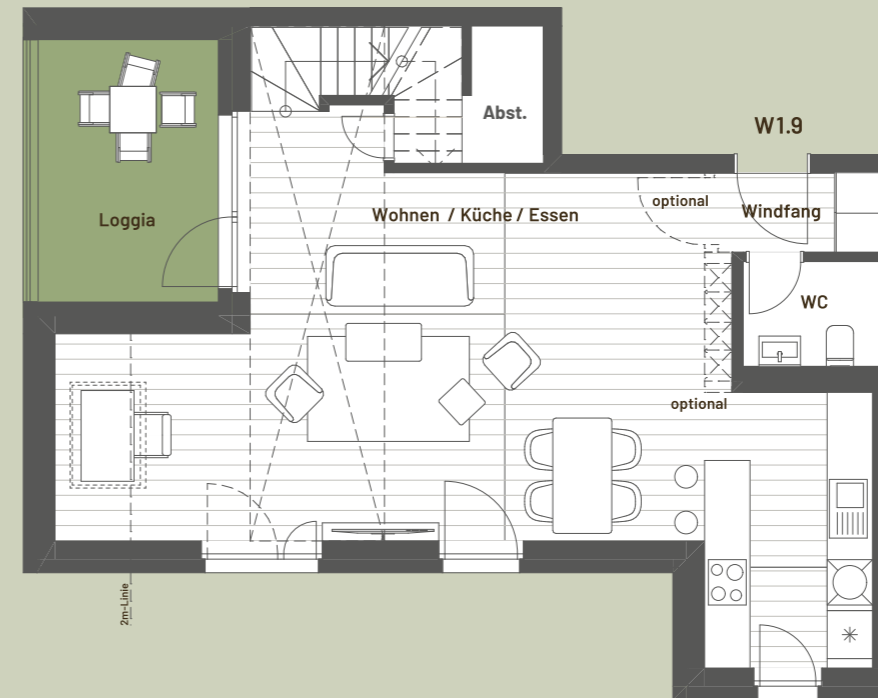 Abst.
W1.9
optional
Loggia
Wohnen / Küche / Essen
Windfang
WC
optional
2m-Linie